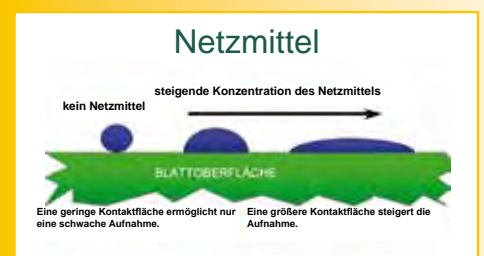 Netzmittel
steigende Konzentration des Netzmittels
kein Netzmittel
BLATTOBERFLÄCHE
Eine geringe Kontaktfläche ermöglicht nur
eine schwache Aufnahme.
Eine größere Kontaktfläche steigert die
Aufnahme.